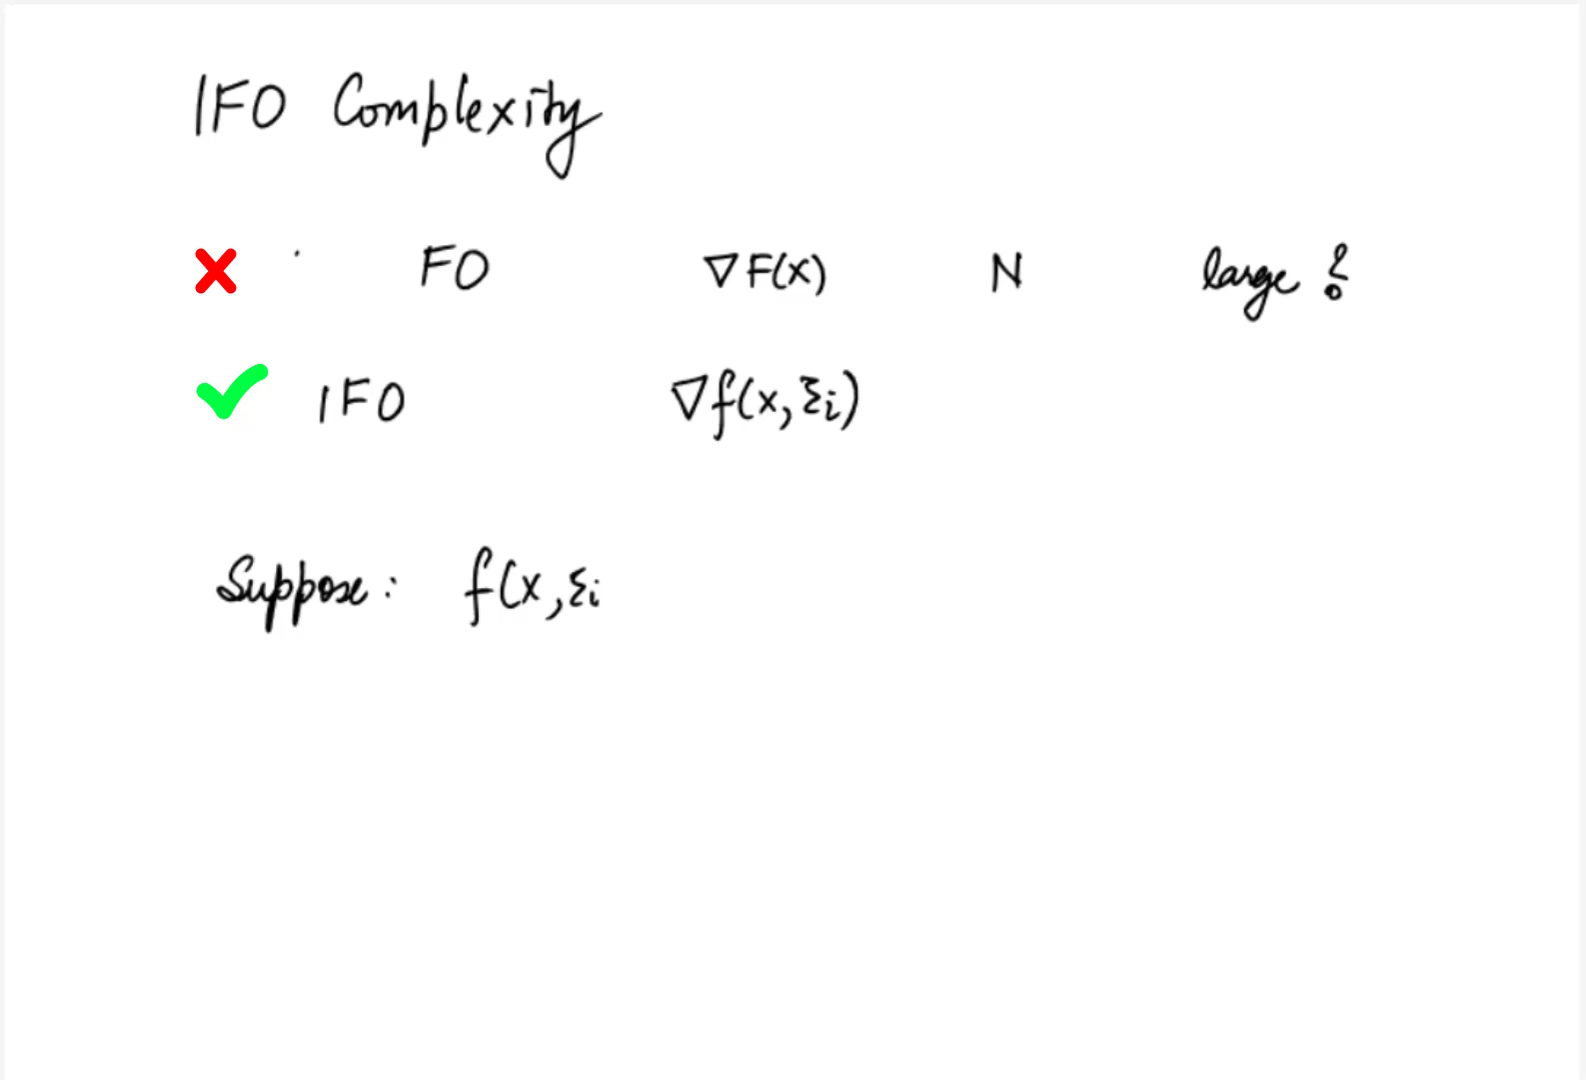 IFO Complexity
FO ∇F(x) N large ?
IFO ∇f(x, ξi)
Suppose: f(x, ξi